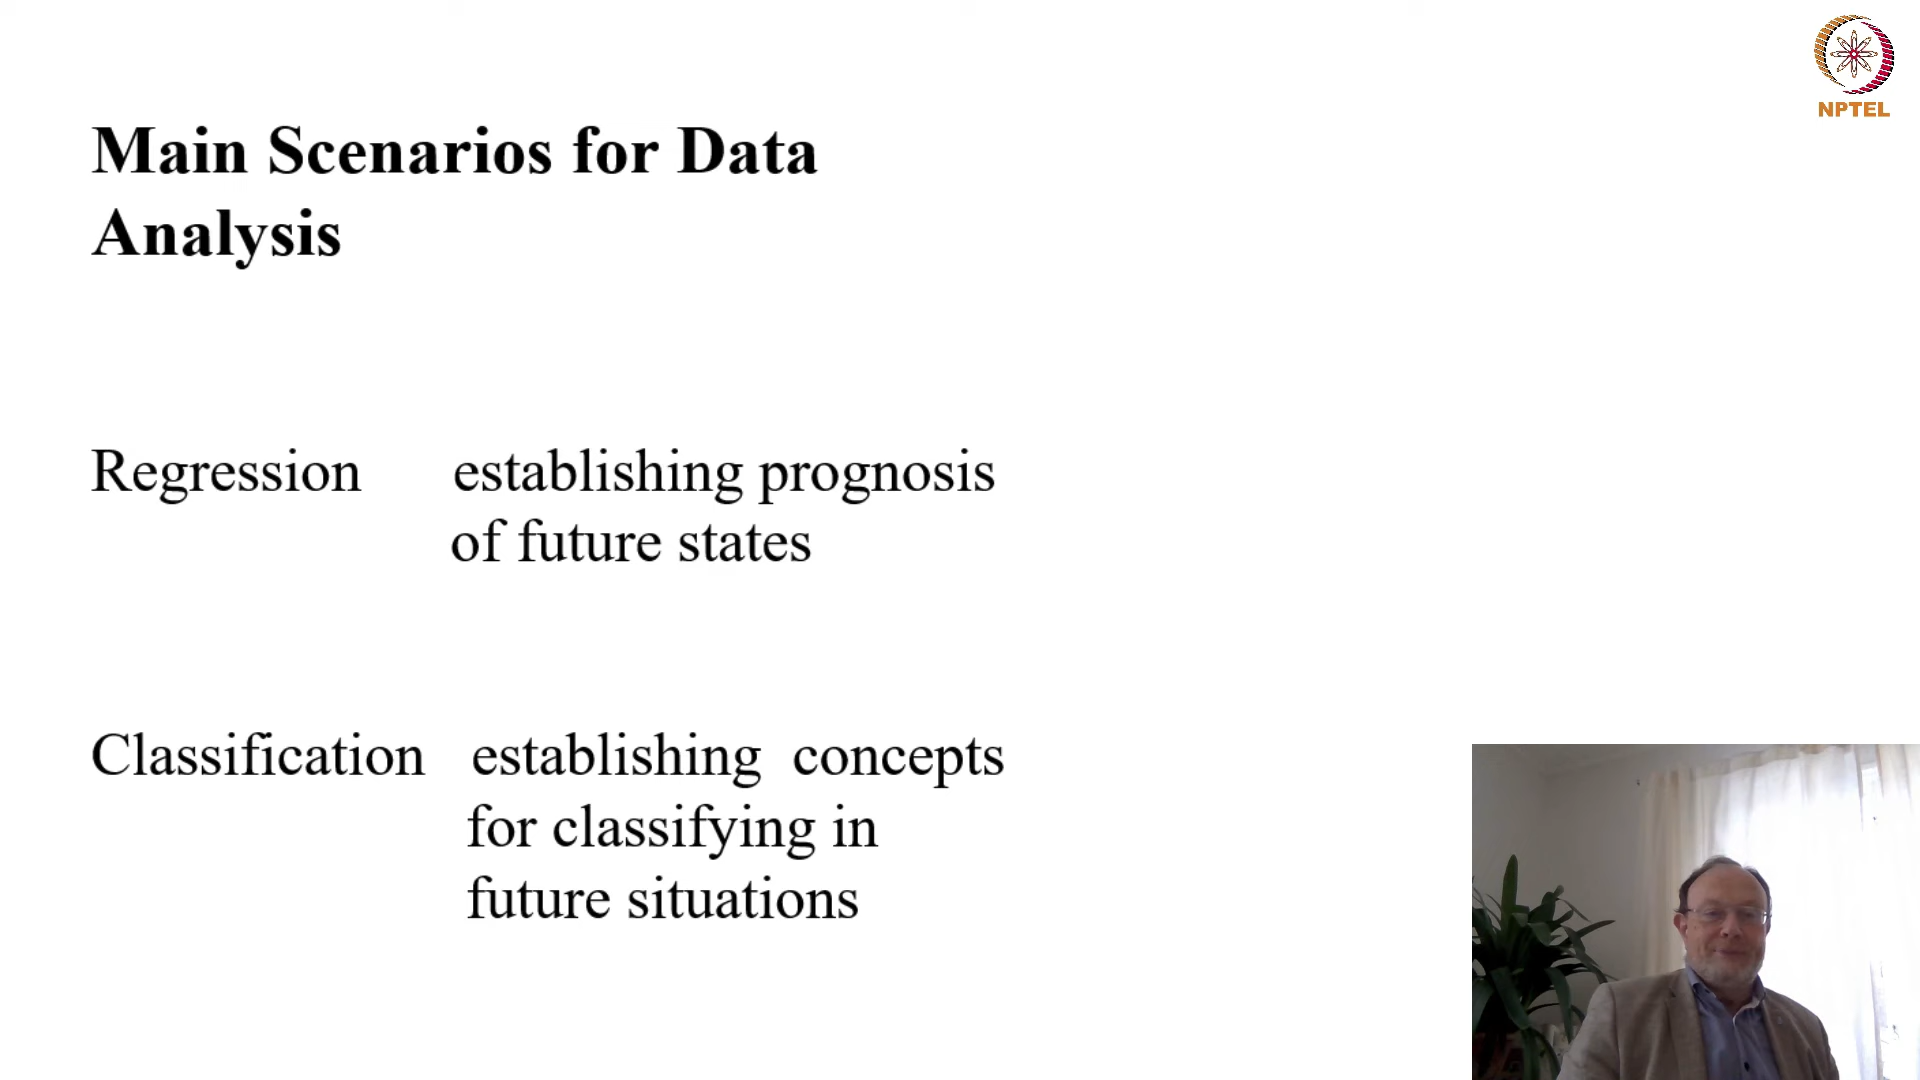 NPTEL
Main Scenarios for Data
Analysis
Regression establishing prognosis
of future states
Classification establishing concepts
for classifying in
future situations